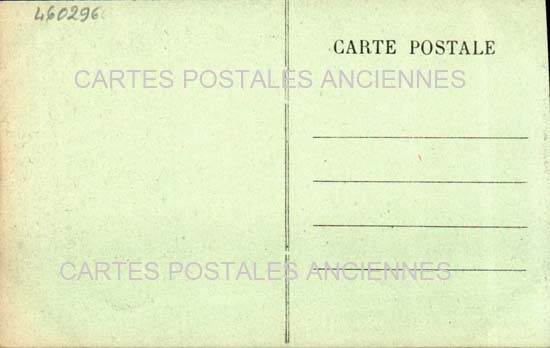 460296
CARTE POSTALE
CARTES POSTALES ANCIENNES
CARTES POSTALES ANCIENNES